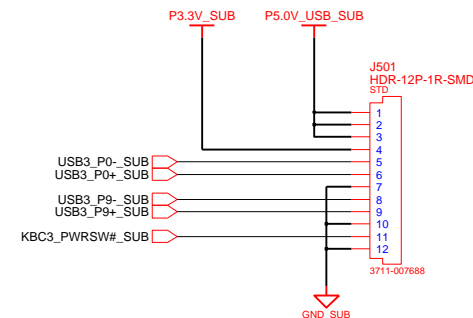 P3.3V_SUB
P5.0V_USB_SUB
J501
HDR-12P-1R-SMD
STD
1
2
3
4
USB3_P0-_SUB 5
USB3_P0+_SUB 6
7
USB3_P9-_SUB 8
USB3_P9+_SUB 9
10
KBC3_PWRSW#_SUB 11
12
3711-007688
GND_SUB